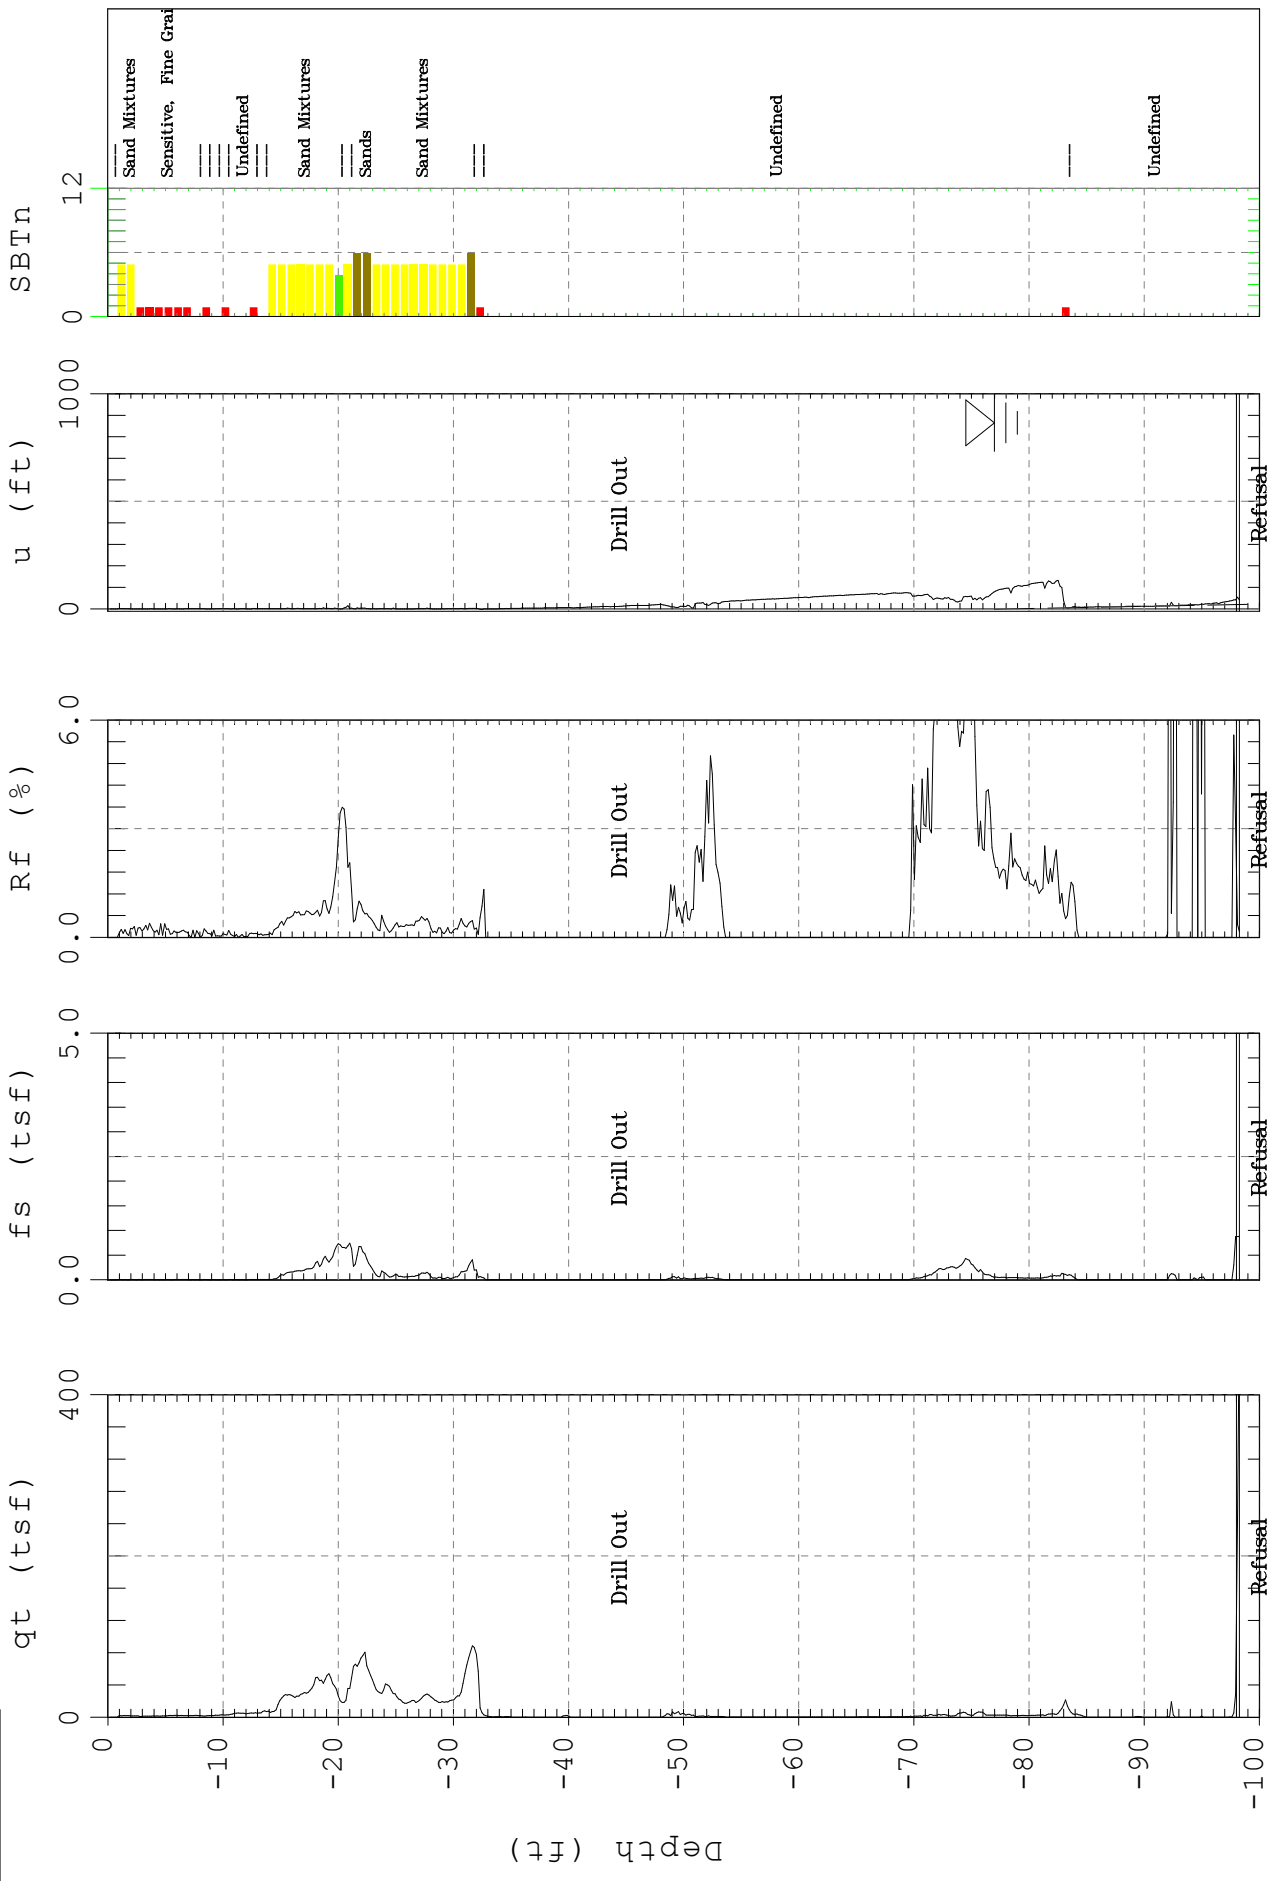 qt (tsf)
400
0
fs (tsf)
5.0
0.0
Rf (%)
6.0
0.0
u (ft)
1000
0
SBTn
12
0
Depth (ft)
0
-10
-20
-30
-40
-50
-60
-70
-80
-90
-100
Drill Out
Refusal
Drill Out
Refusal
Drill Out
Refusal
Drill Out
Refusal
Sand Mixtures
Sensitive, Fine Grai
Undefined
Sand Mixtures
Sands
Sand Mixtures
Undefined
Undefined